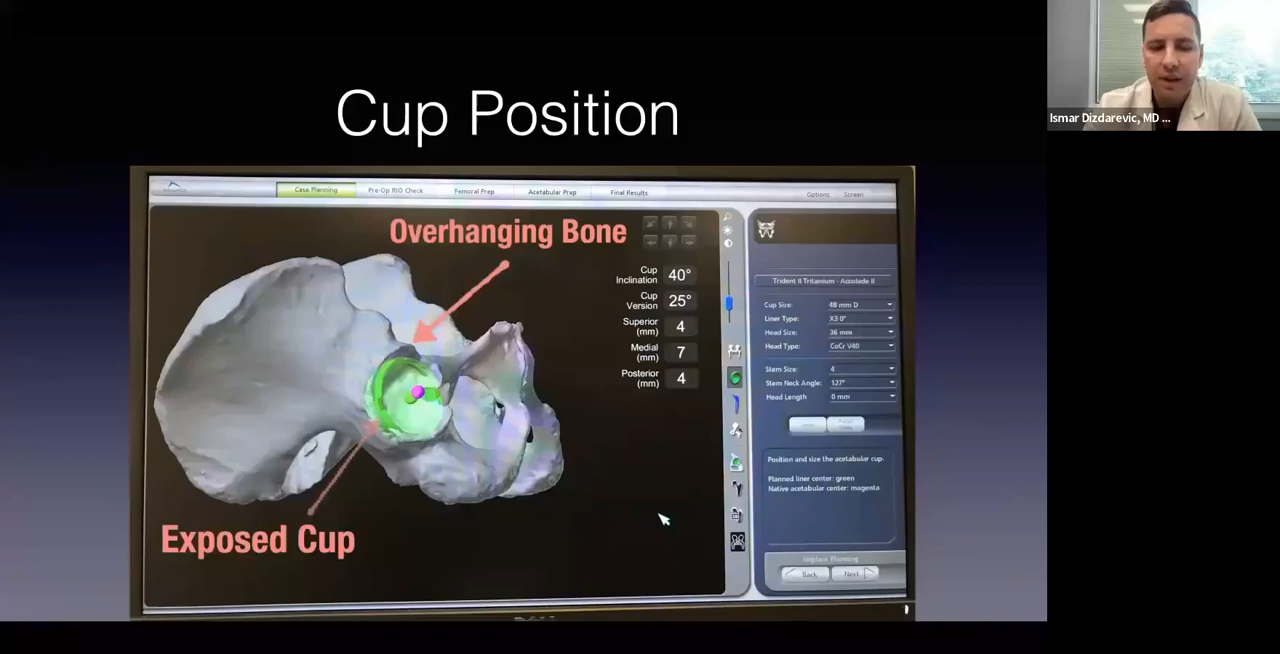 Cup Position
Ismar Dizdarevic, MD ...
Case Planning
Pre-Op RIO Check
Femoral Prep
Acetabular Prep
Final Results
Options
Screen
Overhanging Bone
Exposed Cup
Cup Inclination 40°
Cup Version 25°
Superior (mm) 4
Medial (mm) 7
Posterior (mm) 4
Trident II Tritanium - Accolade II
Cup Size: 48 mm D
Liner Type: X3 0°
Head Size: 36 mm
Head Type: CoCr V40
Stem Size: 4
Stem Neck Angle: 127°
Head Length 0 mm
Position and size the acetabular cup.
Planned liner center: green
Native acetabular center: magenta
Implant Planning
Back
Next